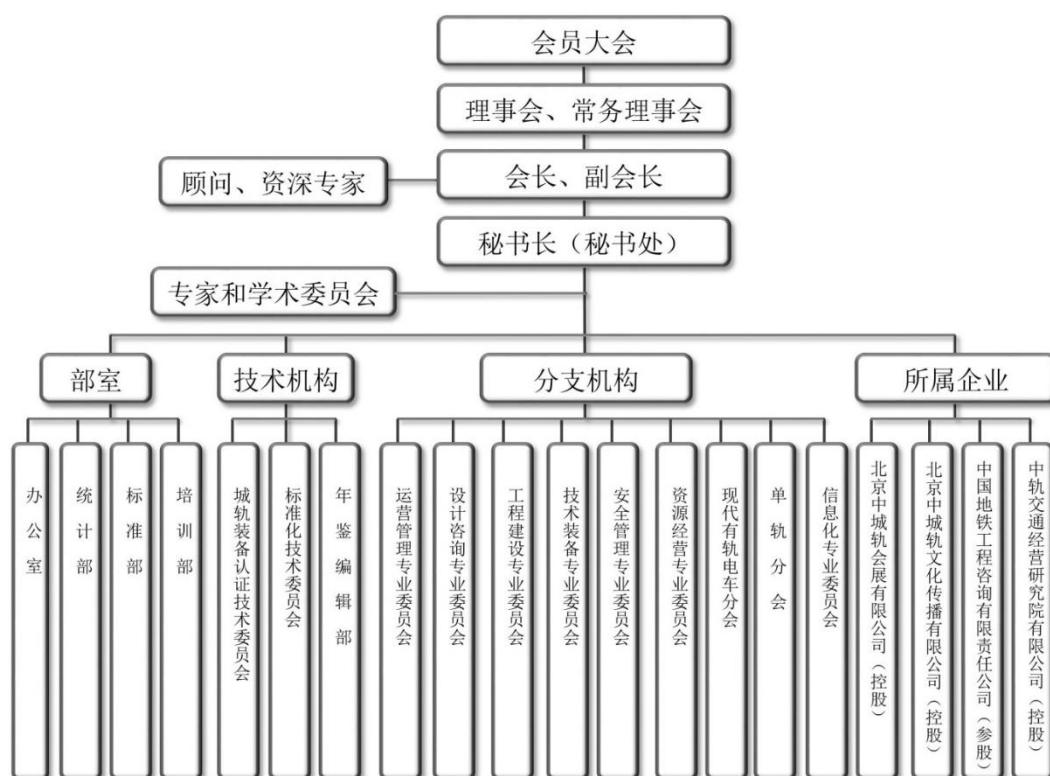 会员大会
理事会、常务理事会
会长、副会长
顾问、资深专家
秘书长（秘书处）
专家和学术委员会
部室
技术机构
分支机构
所属企业
办公室
统计部
标准部
培训部
城轨装备认证技术委员会
标准化技术委员会
年鉴编辑部
运营管理专业委员会
设计咨询专业委员会
工程建设专业委员会
技术装备专业委员会
安全管理专业委员会
资源经营专业委员会
现代有轨电车分会
单轨分会
信息化专业委员会
北京中城轨会展有限公司（控股）
北京中城轨文化传播有限公司（控股）
中国地铁工程咨询有限责任公司（参股）
中轨交通经营研究院有限公司（控股）